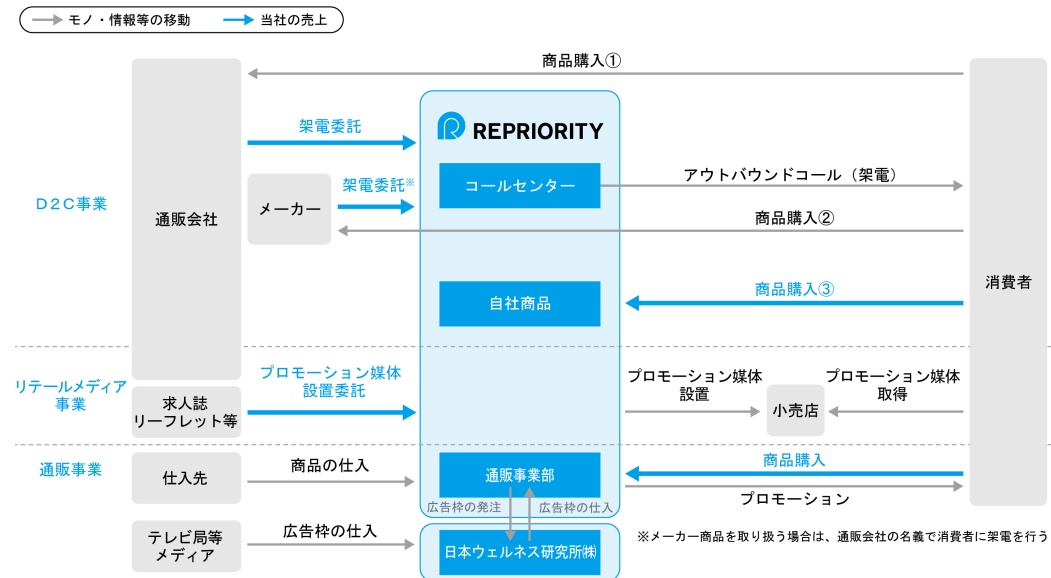 モノ・情報等の移動
当社の売上
商品購入①
REPRIORITY
架電委託
コールセンター
アウトバウンドコール（架電）
架電委託※
メーカー
D2C事業
通販会社
商品購入②
消費者
自社商品
商品購入③
リテールメディア
事業
プロモーション媒体
設置委託
求人誌
リーフレット等
プロモーション媒体
設置
小売店
プロモーション媒体
取得
通販事業
仕入先
商品の仕入
通販事業部
商品購入
プロモーション
広告枠の発注
広告枠の仕入
テレビ局等
メディア
広告枠の仕入
日本ウェルネス研究所㈱
※メーカー商品を取り扱う場合は、通販会社の名義で消費者に架電を行う